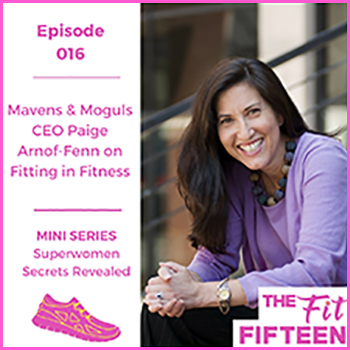 Episode
016
Mavens & Moguls
CEO Paige
Arnof-Fenn on
Fitting in Fitness
MINI SERIES
Superwomen
Secrets Revealed
THE Fit
FIFTEEN